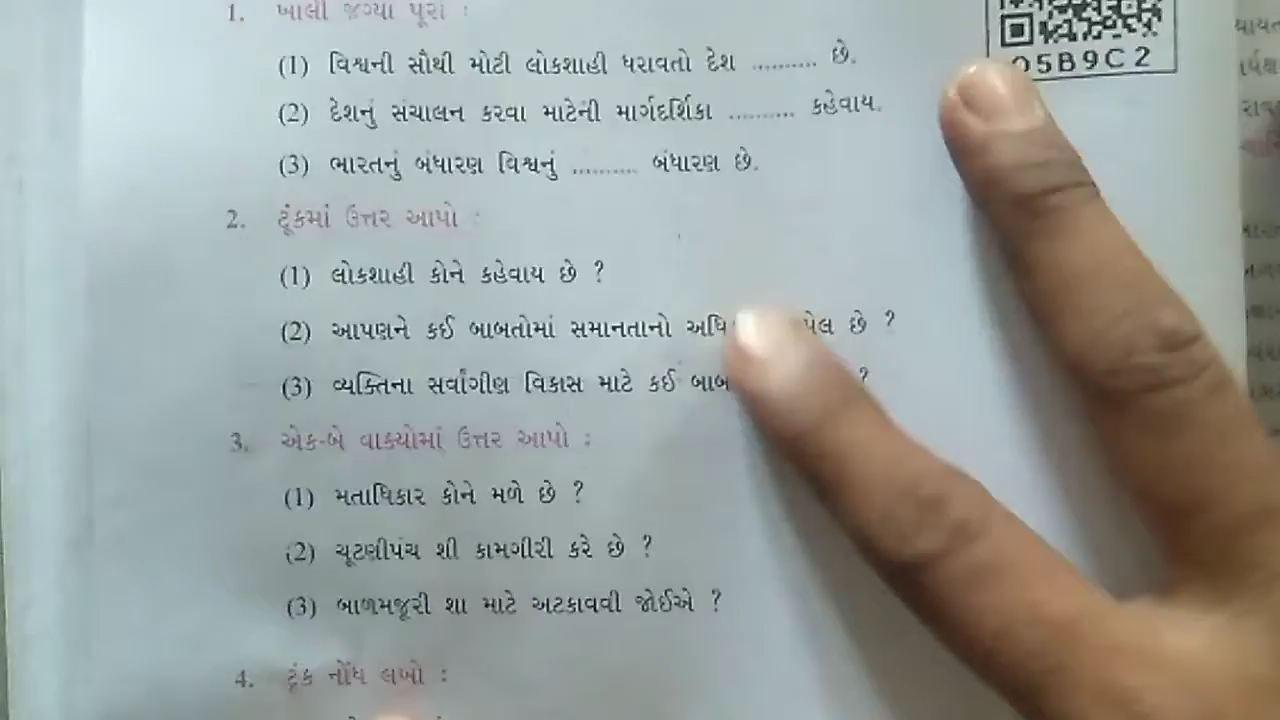 1. ખાલી જગ્યા પૂરો :
O5B9C2
(1) વિશ્વની સૌથી મોટી લોકશાહી ધરાવતો દેશ .......... છે.
(2) દેશનું સંચાલન કરવા માટેની માર્ગદર્શિકા .......... કહેવાય.
(3) ભારતનું બંધારણ વિશ્વનું .......... બંધારણ છે.
2. ટૂંકમાં ઉત્તર આપો :
(1) લોકશાહી કોને કહેવાય છે ?
(2) આપણને કઈ બાબતોમાં સમાનતાનો છે ?
(3) વ્યક્તિના સર્વાંગીણ વિકાસ માટે કઈ ?
3. એક-બે વાક્યોમાં ઉત્તર આપો :
(1) મતાધિકાર કોને મળે છે ?
(2) ચૂટણીપંચ શી કામગીરી કરે છે ?
(3) બાળમજૂરી શા માટે અટકાવવી જોઈએ ?
4. ટૂંક નોંધ લખો :